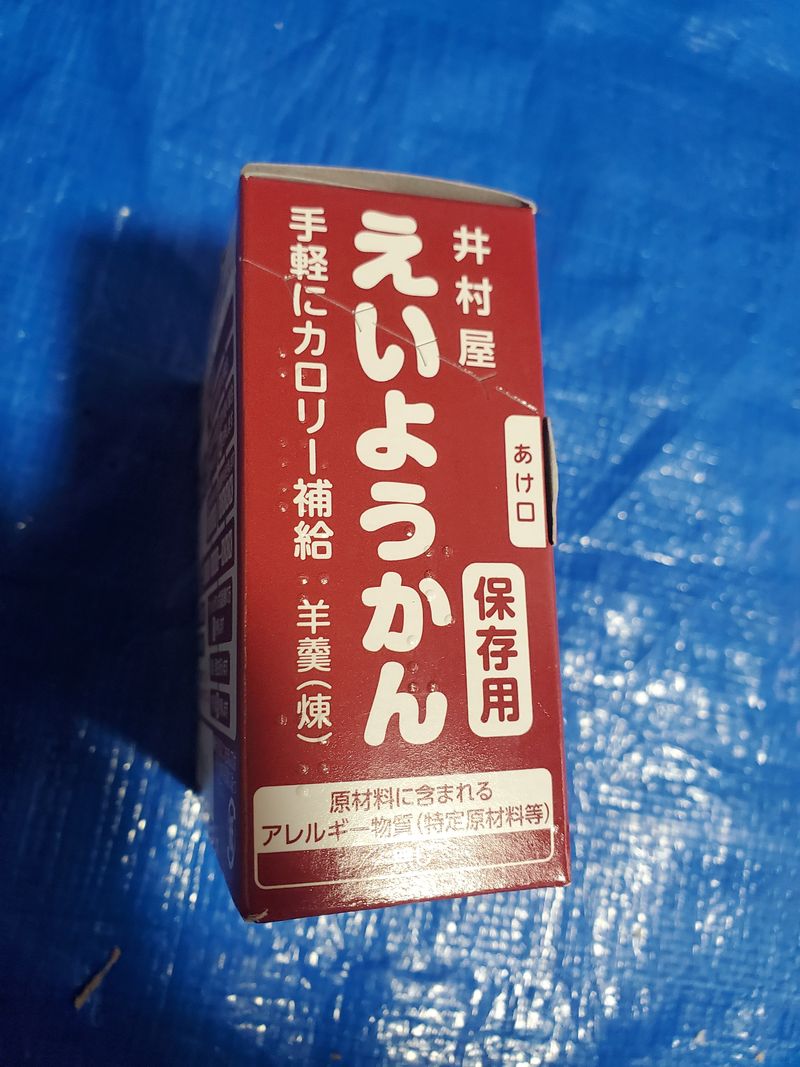 井村屋
えいようかん
手軽にカロリー補給:羊羹(煉)
あけ口
保存用
原材料に含まれる
アレルギー物質(特定原材料等)